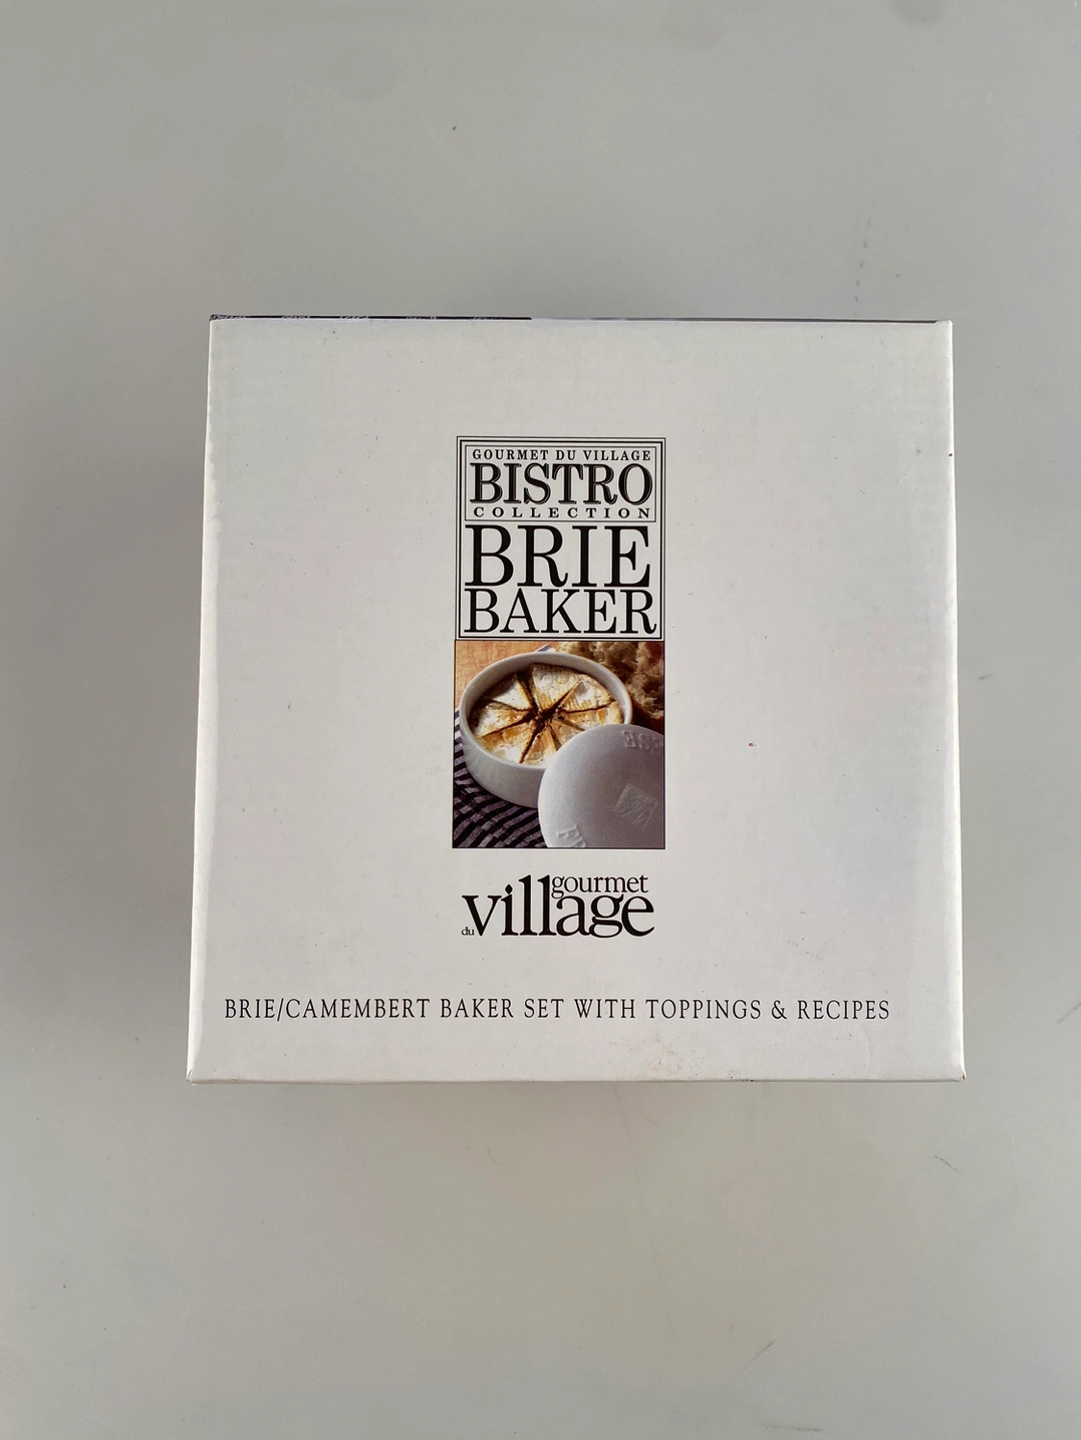 GOURMET DU VILLAGE
BISTRO
COLLECTION
BRIE
BAKER
gourmet
du village
BRIE/CAMEMBERT BAKER SET WITH TOPPINGS & RECIPES